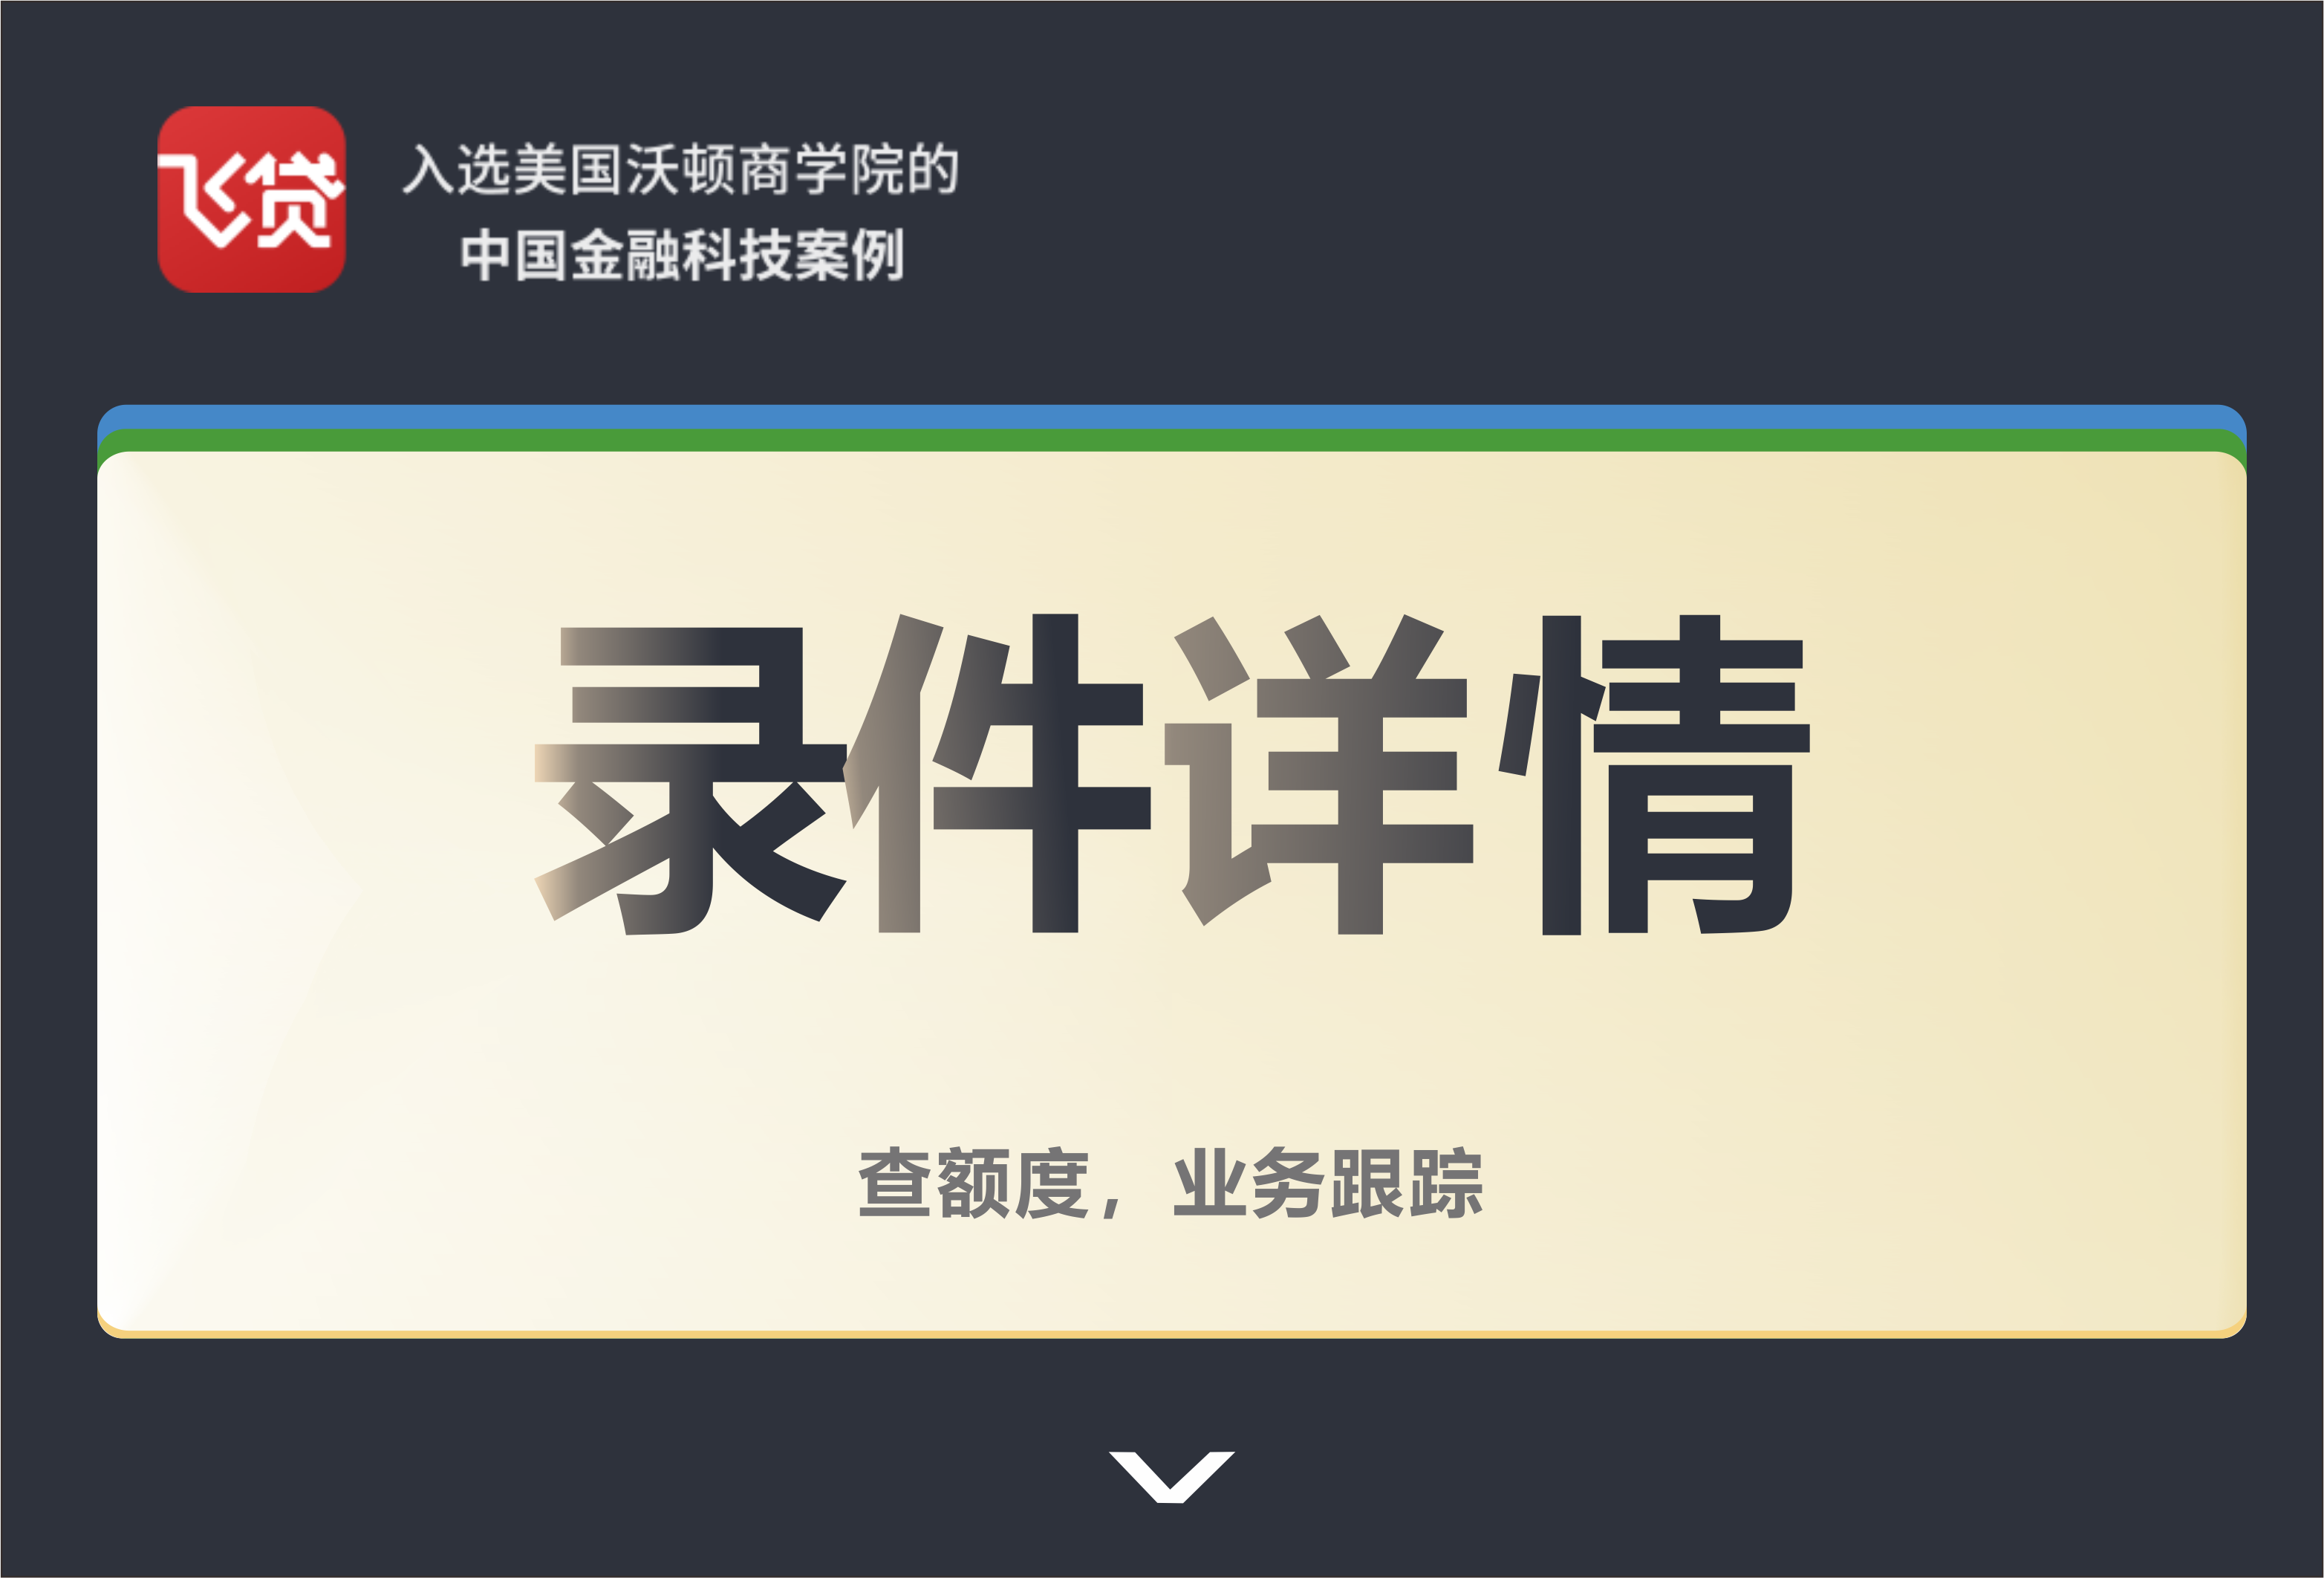 飞贷
入选美国沃顿商学院的
中国金融科技案例
录件详情
查额度，业务跟踪